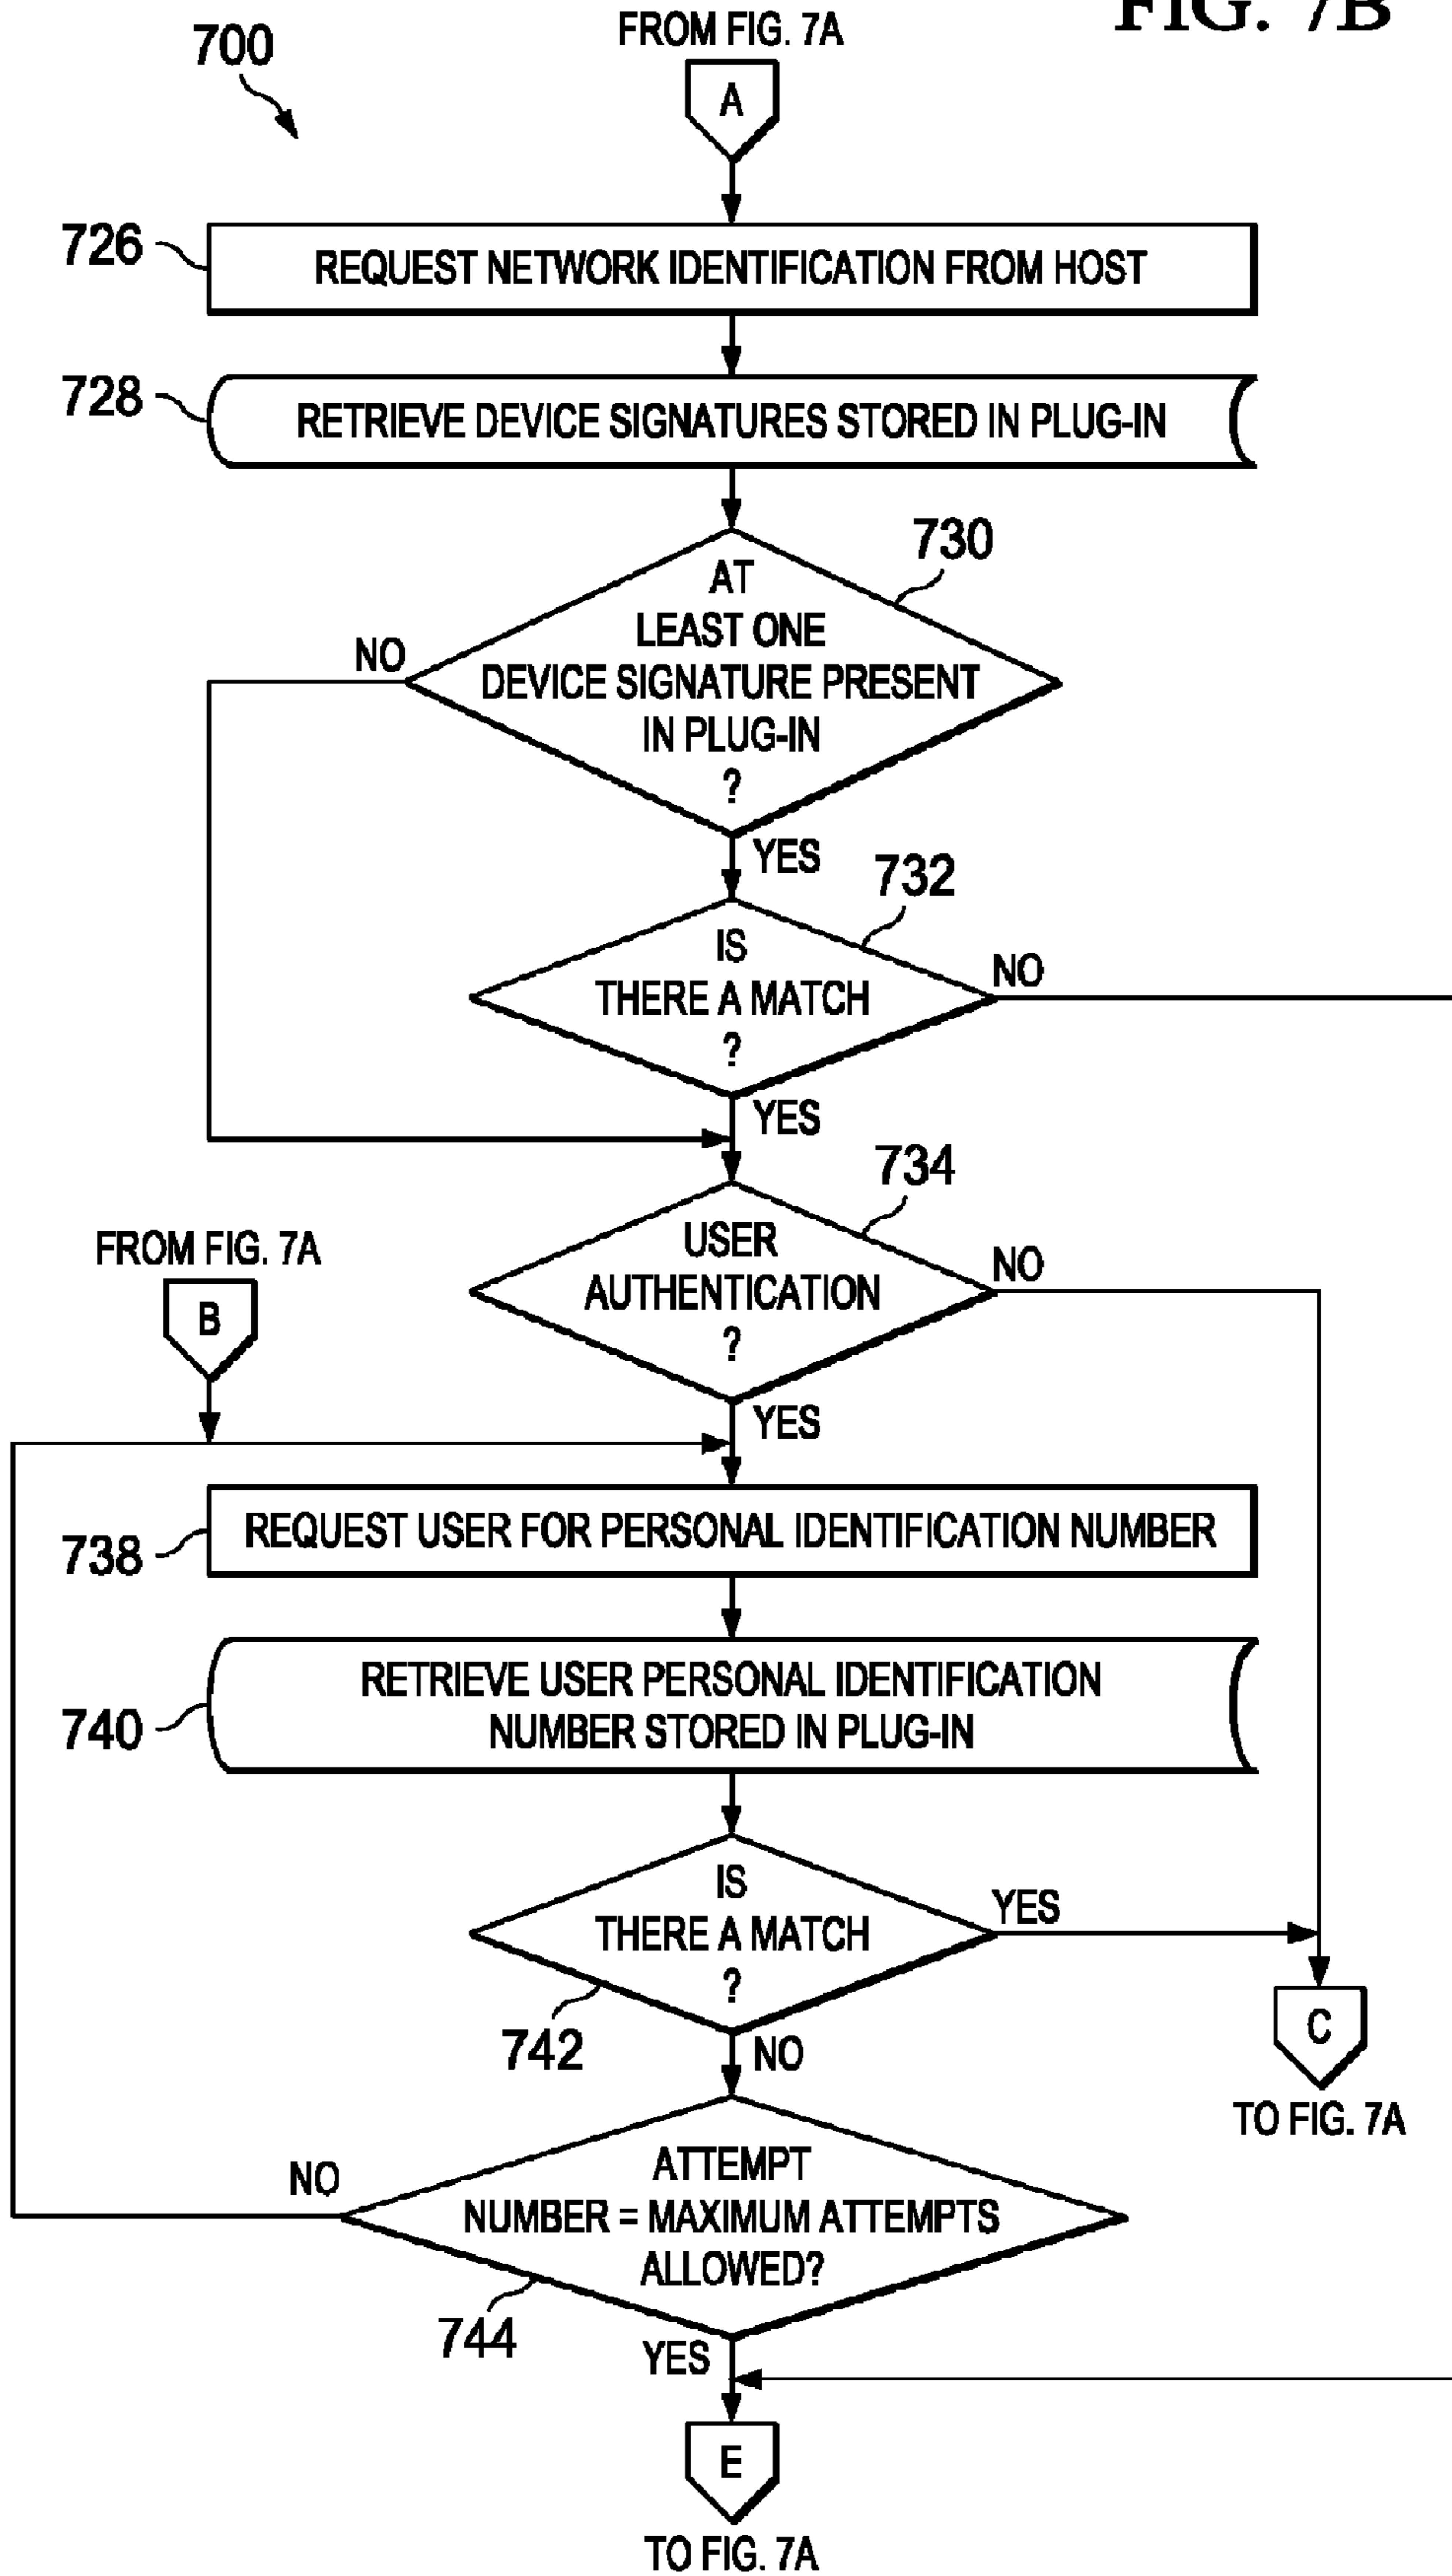 FIG. 7B
FROM FIG. 7A
700
A
726
REQUEST NETWORK IDENTIFICATION FROM HOST
728
RETRIEVE DEVICE SIGNATURES STORED IN PLUG-IN
730
AT
LEAST ONE
DEVICE SIGNATURE PRESENT
IN PLUG-IN
?
NO
YES
732
IS
THERE A MATCH
?
NO
YES
734
USER
AUTHENTICATION
?
NO
YES
FROM FIG. 7A
B
738
REQUEST USER FOR PERSONAL IDENTIFICATION NUMBER
740
RETRIEVE USER PERSONAL IDENTIFICATION
NUMBER STORED IN PLUG-IN
IS
THERE A MATCH
?
YES
742
NO
C
TO FIG. 7A
ATTEMPT
NUMBER = MAXIMUM ATTEMPTS
ALLOWED?
NO
744
YES
E
TO FIG. 7A